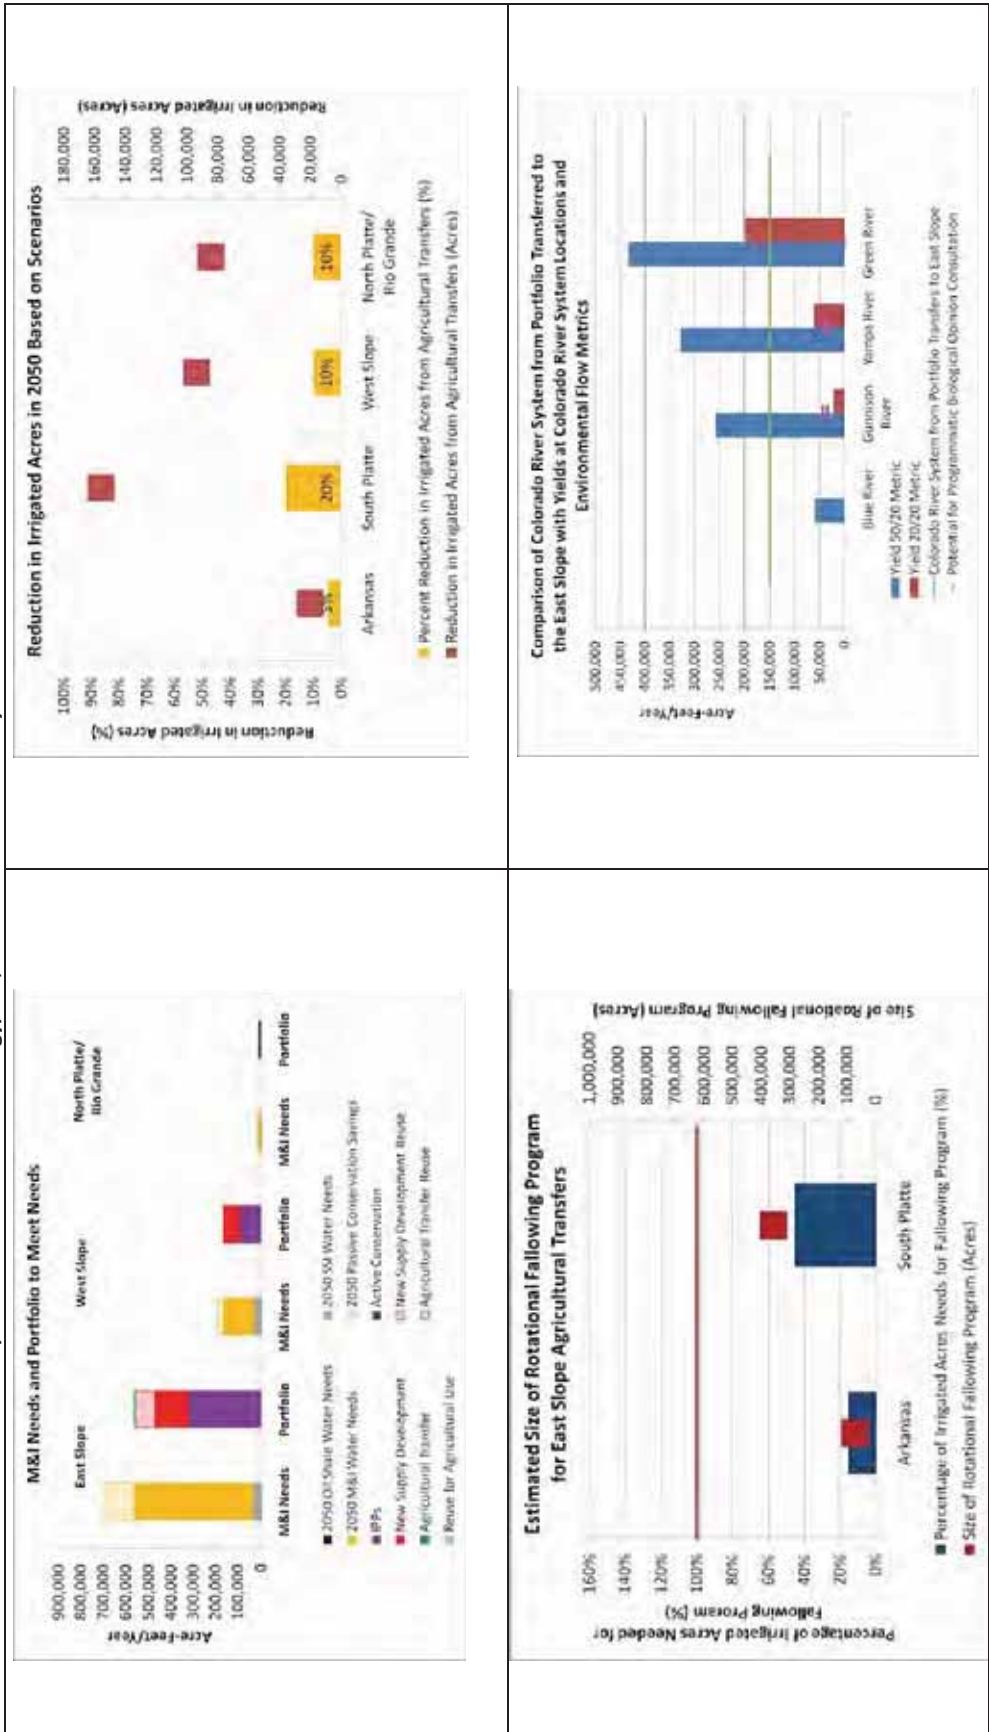 M&I Needs and Portfolio to Meet Needs
East Slope
West Slope
North Platte/
Rio Grande
Acre-Feet/Year
900,000
800,000
700,000
600,000
500,000
400,000
300,000
200,000
100,000
0
M&I Needs
Portfolio
M&I Needs
Portfolio
M&I Needs
Portfolio
2050 Oil Shale Water Needs
2050 SSI Water Needs
2050 M&I Water Needs
2050 Passive Conservation Savings
IPPs
Active Conservation
New Supply Development
New Supply Development Reuse
Agricultural Transfer
Agricultural Transfer Reuse
Reuse for Agricultural Use
Reduction in Irrigated Acres in 2050 Based on Scenarios
Reduction in Irrigated Acres (%)
100%
90%
80%
70%
60%
50%
40%
30%
20%
10%
0%
20%
10%
10%
Reduction in Irrigated Acres (Acres)
180,000
160,000
140,000
120,000
100,000
80,000
60,000
40,000
20,000
0
Arkansas
South Platte
West Slope
North Platte/
Rio Grande
Percent Reduction in Irrigated Acres from Agricultural Transfers (%)
Reduction in Irrigated Acres from Agricultural Transfers (Acres)
Estimated Size of Rotational Fallowing Program
for East Slope Agricultural Transfers
Percentage of Irrigated Acres Needed for
Fallowing Program (%)
160%
140%
120%
100%
80%
60%
40%
20%
0%
Size of Roational Fallowing Program (Acres)
1,000,000
900,000
800,000
700,000
600,000
500,000
400,000
300,000
200,000
100,000
0
Arkansas
South Platte
Percentage of Irrigated Acres Needs for Fallowing Program (%)
Size of Rotational Fallowing Program (Acres)
Comparison of Colorado River System from Portfolio Transferred to
the East Slope with Yields at Colorado River System Locations and
Environmental Flow Metrics
Acre-Feet/Year
500,000
450,000
400,000
350,000
300,000
250,000
200,000
150,000
100,000
50,000
0
Blue River
Gunnison
River
Yampa River
Green River
Yield 50/20 Metric
Yield 20/20 Metric
Colorado River System from Portfolio Transfers to East Slope
Potential for Programmatic Biological Opinion Consultation